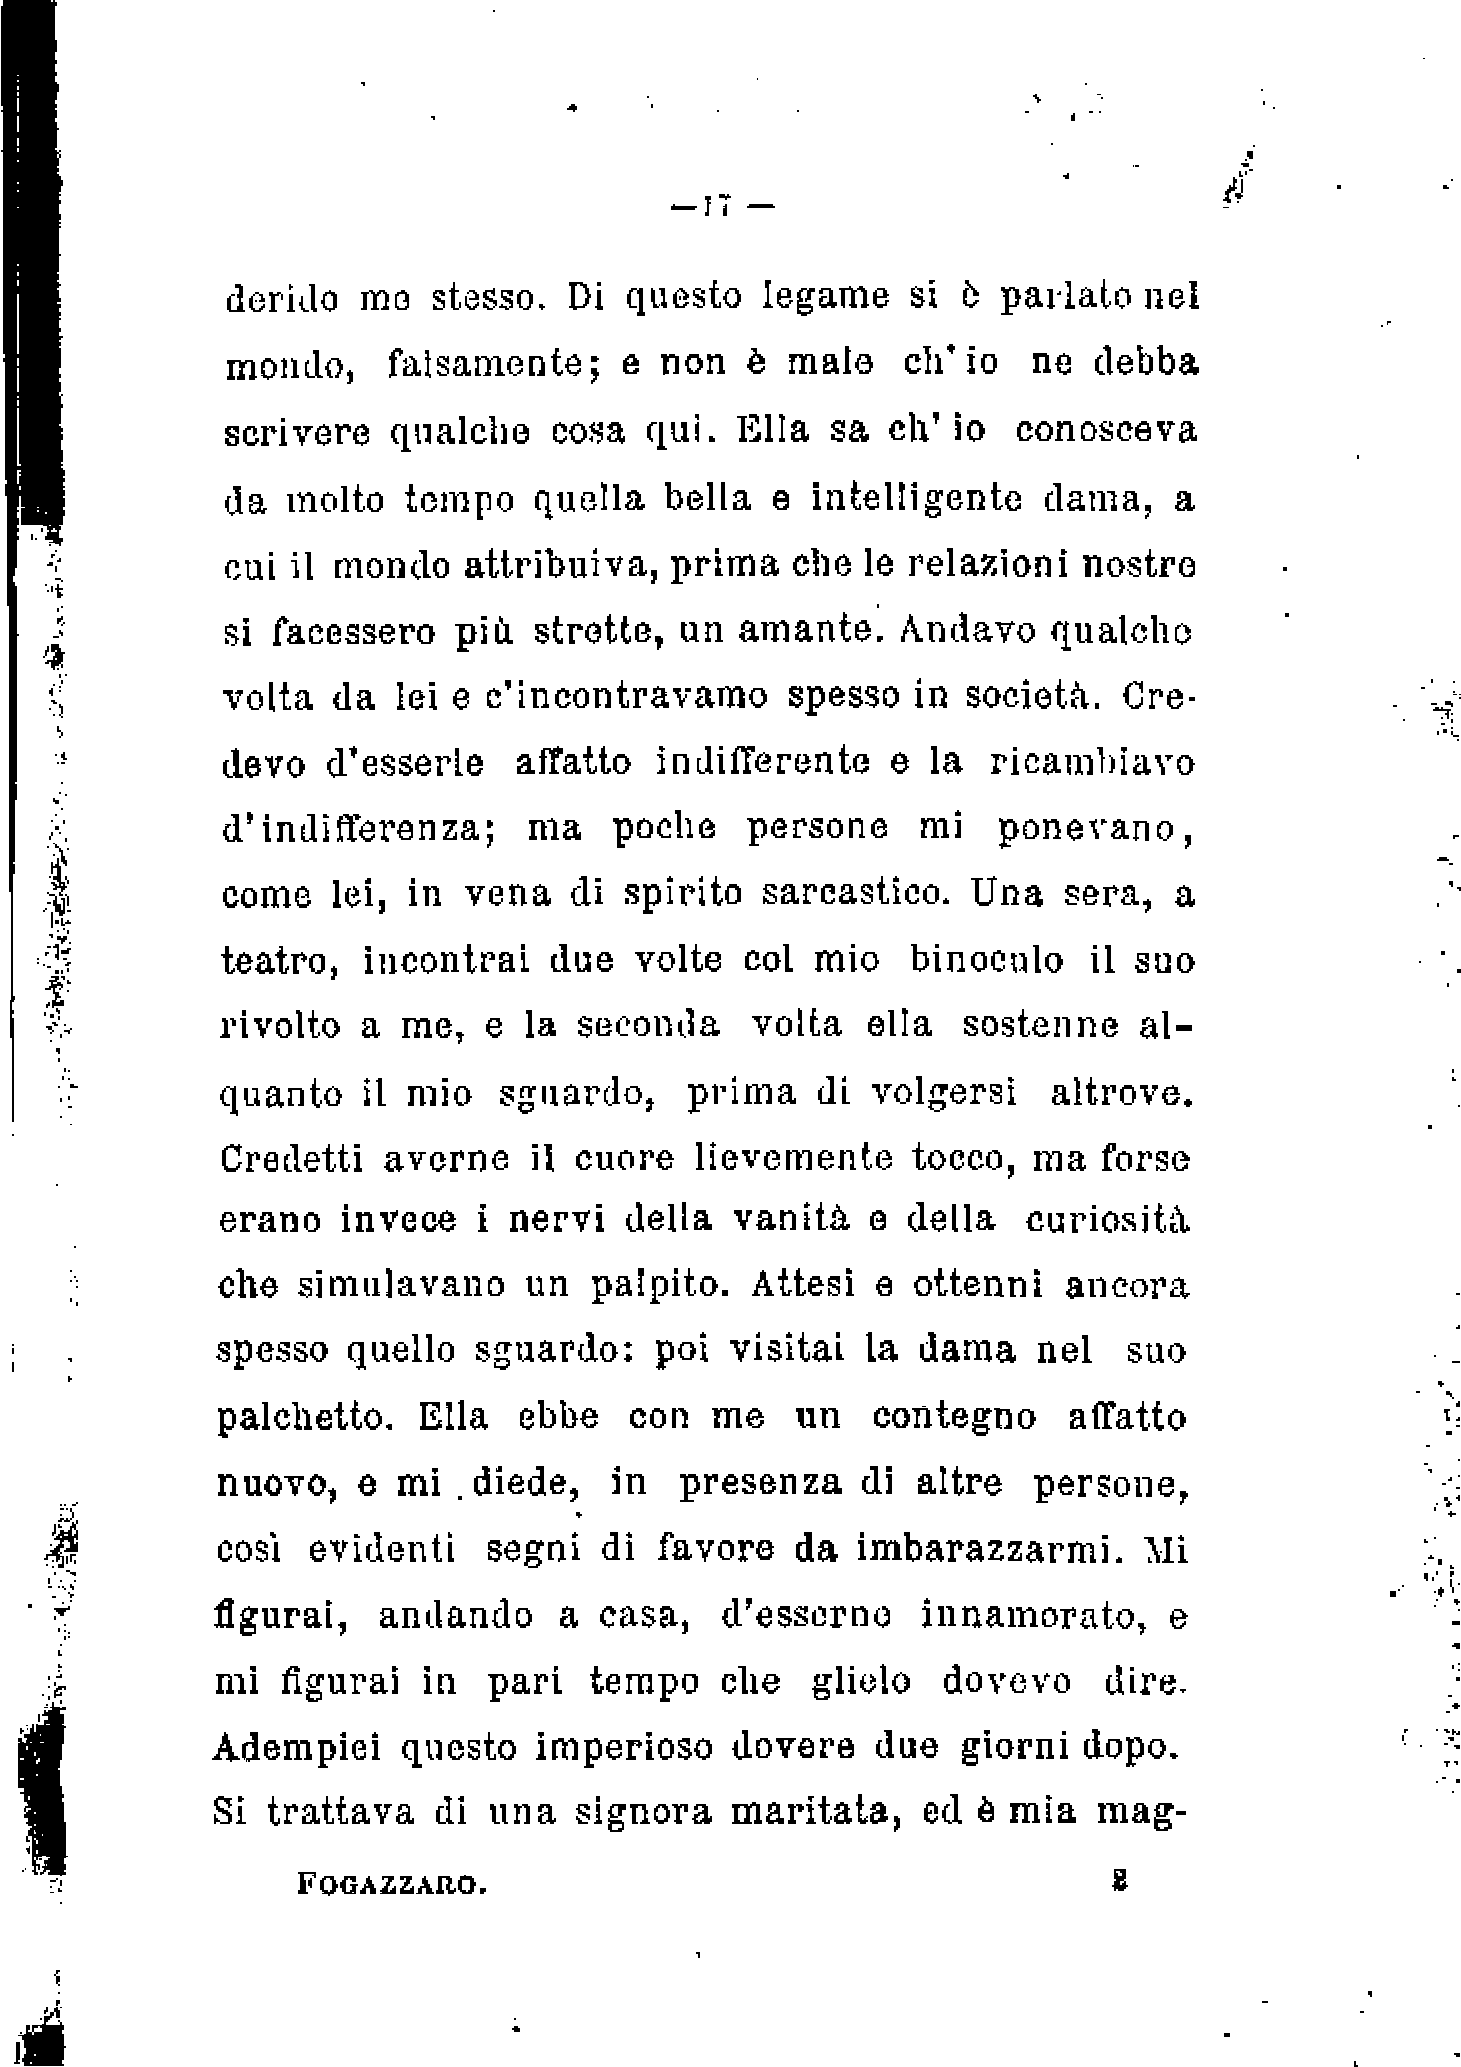 — 17 —
derido me stesso. Di questo legame si è parlato nel
mondo, falsamente; e non è male ch' io ne debba
scrivere qualche cosa qui. Ella sa ch' io conosceva
da molto tempo quella bella e intelligente dama, a
cui il mondo attribuiva, prima che le relazioni nostre
si facessero più strette, un amante. Andavo qualche
volta da lei e c'incontravamo spesso in società. Cre-
devo d'esserle affatto indifferente e la ricambiavo
d'indifferenza; ma poche persone mi ponevano,
come lei, in vena di spirito sarcastico. Una sera, a
teatro, incontrai due volte col mio binoculo il suo
rivolto a me, e la seconda volta ella sostenne al-
quanto il mio sguardo, prima di volgersi altrove.
Credetti averne il cuore lievemente tocco, ma forse
erano invece i nervi della vanità e della curiosità
che simulavano un palpito. Attesi e ottenni ancora
spesso quello sguardo: poi visitai la dama nel suo
palchetto. Ella ebbe con me un contegno affatto
nuovo, e mi diede, in presenza di altre persone,
così evidenti segni di favore da imbarazzarmi. Mi
figurai, andando a casa, d'esserne innamorato, e
mi figurai in pari tempo che glielo dovevo dire.
Adempiei questo imperioso dovere due giorni dopo.
Si trattava di una signora maritata, ed è mia mag-
FOGAZZARO. 2